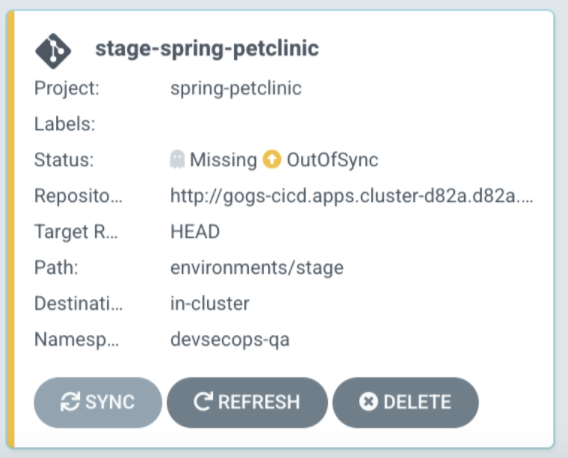 stage-spring-petclinic
Project: spring-petclinic
Labels:
Status: Missing OutOfSync
Reposito... http://gogs-cicd.apps.cluster-d82a.d82a....
Target R... HEAD
Path: environments/stage
Destinati... in-cluster
Namesp... devsecops-qa
SYNC REFRESH DELETE